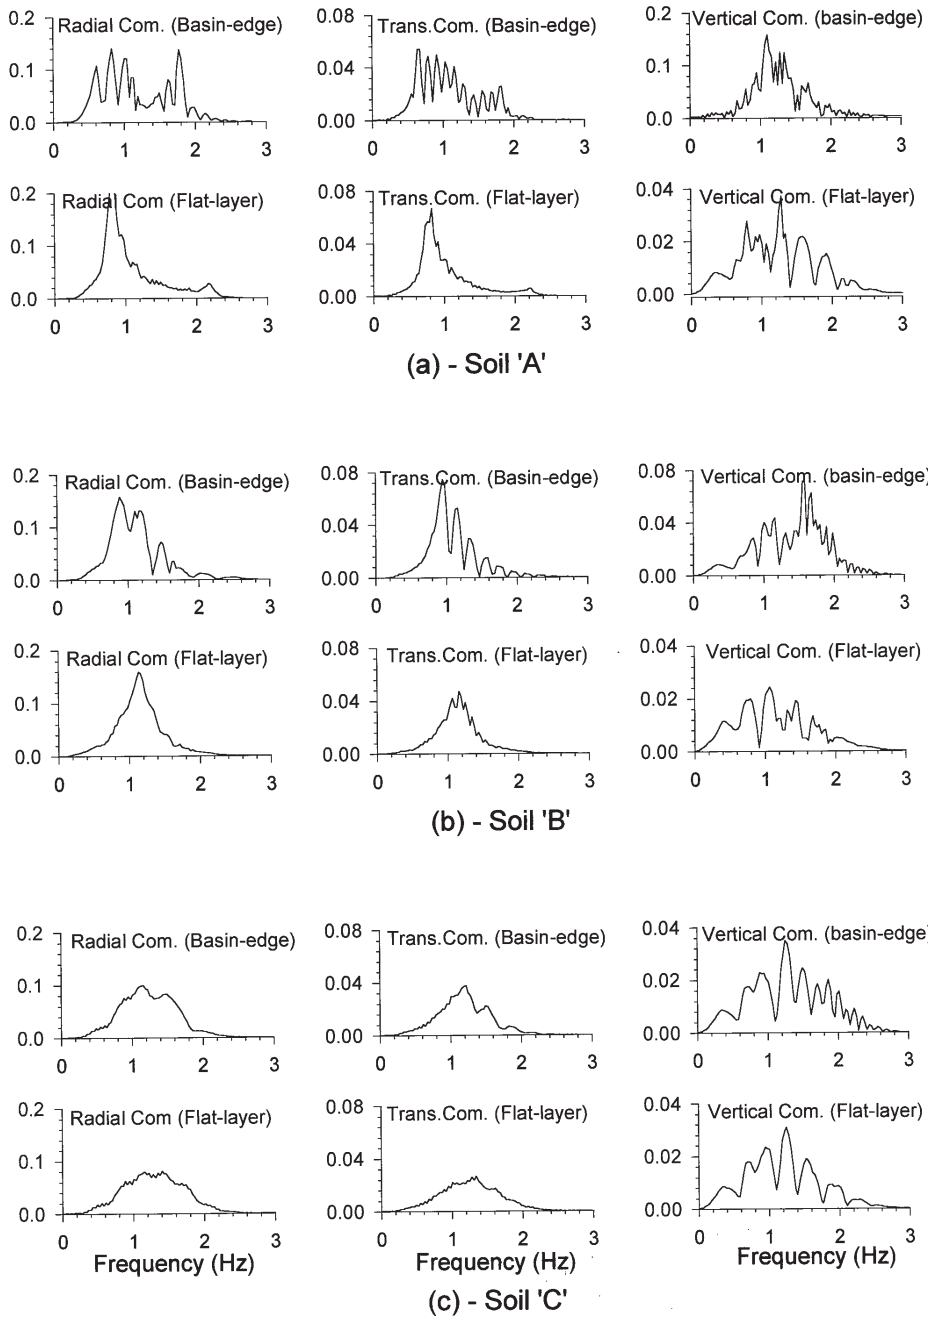 0.2 Radial Com. (Basin-edge) 0.08 Trans.Com. (Basin-edge) 0.2 Vertical Com. (basin-edge)
0.1 0.04 0.1
0.0 0.00 0.0
0 1 2 3 0 1 2 3 0 1 2 3
0.2 Radial Com (Flat-layer) 0.08 Trans.Com. (Flat-layer) 0.04 Vertical Com. (Flat-layer)
0.1 0.04 0.02
0.0 0.00 0.00
0 1 2 3 0 1 2 3 0 1 2 3
(a) - Soil 'A'
0.2 Radial Com. (Basin-edge) 0.08 Trans.Com. (Basin-edge) 0.08 Vertical Com. (basin-edge)
0.1 0.04 0.04
0.0 0.00 0.00
0 1 2 3 0 1 2 3 0 1 2 3
0.2 Radial Com (Flat-layer) 0.08 Trans.Com. (Flat-layer) 0.04 Vertical Com. (Flat-layer)
0.1 0.04 0.02
0.0 0.00 0.00
0 1 2 3 0 1 2 3 0 1 2 3
(b) - Soil 'B'
0.2 Radial Com. (Basin-edge) 0.08 Trans.Com. (Basin-edge) 0.04 Vertical Com. (basin-edge)
0.1 0.04 0.02
0.0 0.00 0.00
0 1 2 3 0 1 2 3 0 1 2 3
0.2 Radial Com (Flat-layer) 0.08 Trans.Com. (Flat-layer) 0.04 Vertical Com. (Flat-layer)
0.1 0.04 0.02
0.0 0.00 0.00
0 1 2 3 0 1 2 3 0 1 2 3
Frequency (Hz) Frequency (Hz) Frequency (Hz)
(c) - Soil 'C'